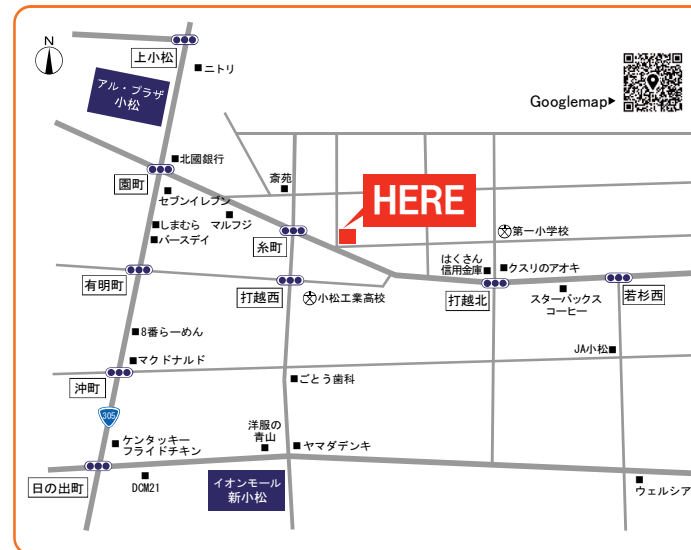 N
上小松
ニトリ
アル・プラザ
小松
Googlemap▶
北國銀行
園町
セブンイレブン
斎苑
HERE
しまむら
マルフジ
バースデイ
糸町
第一小学校
はくさん
信用金庫
クスリのアオキ
有明町
打越西
小松工業高校
打越北
スターバックス
コーヒー
若杉西
8番らーめん
JA小松
マクドナルド
沖町
ごとう歯科
305
洋服の
青山
ケンタッキー
フライドチキン
ヤマダデンキ
日の出町
DCM21
イオンモール
新小松
ウェルシア